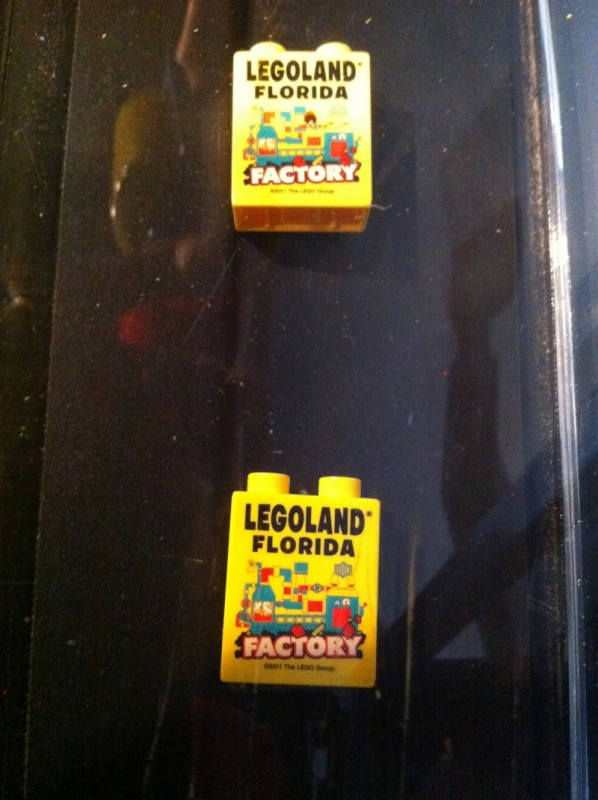 LEGOLAND®
FLORIDA
FACTORY
©2011 The LEGO Group.
LEGOLAND®
FLORIDA
FACTORY
©2011 The LEGO Group.